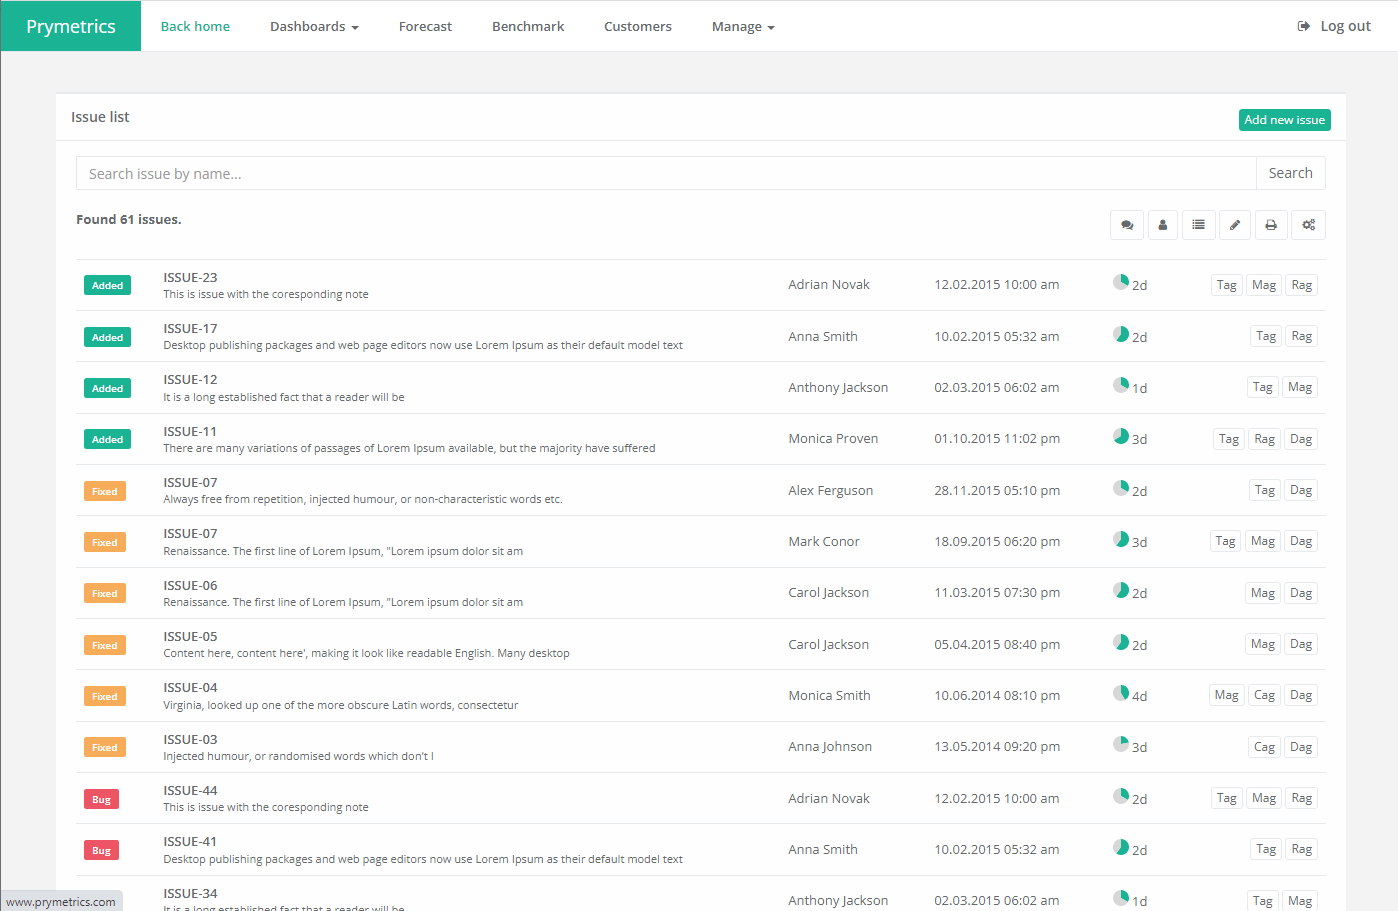 Prymetrics Back home Dashboards Forecast Benchmark Customers Manage Log out
Issue list
Add new issue
Search issue by name... Search
Found 61 issues.
Added ISSUE-23 Adrian Novak 12.02.2015 10:00 am 2d Tag Mag Rag
This is issue with the coresponding note
Added ISSUE-17 Anna Smith 10.02.2015 05:32 am 2d Tag Rag
Desktop publishing packages and web page editors now use Lorem Ipsum as their default model text
Added ISSUE-12 Anthony Jackson 02.03.2015 06:02 am 1d Tag Mag
It is a long established fact that a reader will be
Added ISSUE-11 Monica Proven 01.10.2015 11:02 pm 3d Tag Rag Dag
There are many variations of passages of Lorem Ipsum available, but the majority have suffered
Fixed ISSUE-07 Alex Ferguson 28.11.2015 05:10 pm 2d Tag Dag
Always free from repetition, injected humour, or non-characteristic words etc.
Fixed ISSUE-07 Mark Conor 18.09.2015 06:20 pm 3d Tag Mag Dag
Renaissance. The first line of Lorem Ipsum, "Lorem ipsum dolor sit am
Fixed ISSUE-06 Carol Jackson 11.03.2015 07:30 pm 2d Mag Dag
Renaissance. The first line of Lorem Ipsum, "Lorem ipsum dolor sit am
Fixed ISSUE-05 Carol Jackson 05.04.2015 08:40 pm 2d Mag Dag
Content here, content here', making it look like readable English. Many desktop
Fixed ISSUE-04 Monica Smith 10.06.2014 08:10 pm 4d Mag Cag Dag
Virginia, looked up one of the more obscure Latin words, consectetur
Fixed ISSUE-03 Anna Johnson 13.05.2014 09:20 pm 3d Cag Dag
Injected humour, or randomised words which don't l
Bug ISSUE-44 Adrian Novak 12.02.2015 10:00 am 2d Tag Mag Rag
This is issue with the coresponding note
Bug ISSUE-41 Anna Smith 10.02.2015 05:32 am 2d Tag Rag
Desktop publishing packages and web page editors now use Lorem Ipsum as their default model text
ISSUE-34 Anthony Jackson 02.03.2015 06:02 am 1d Tag Mag
It is a long established fact that a reader will be
www.prymetrics.com